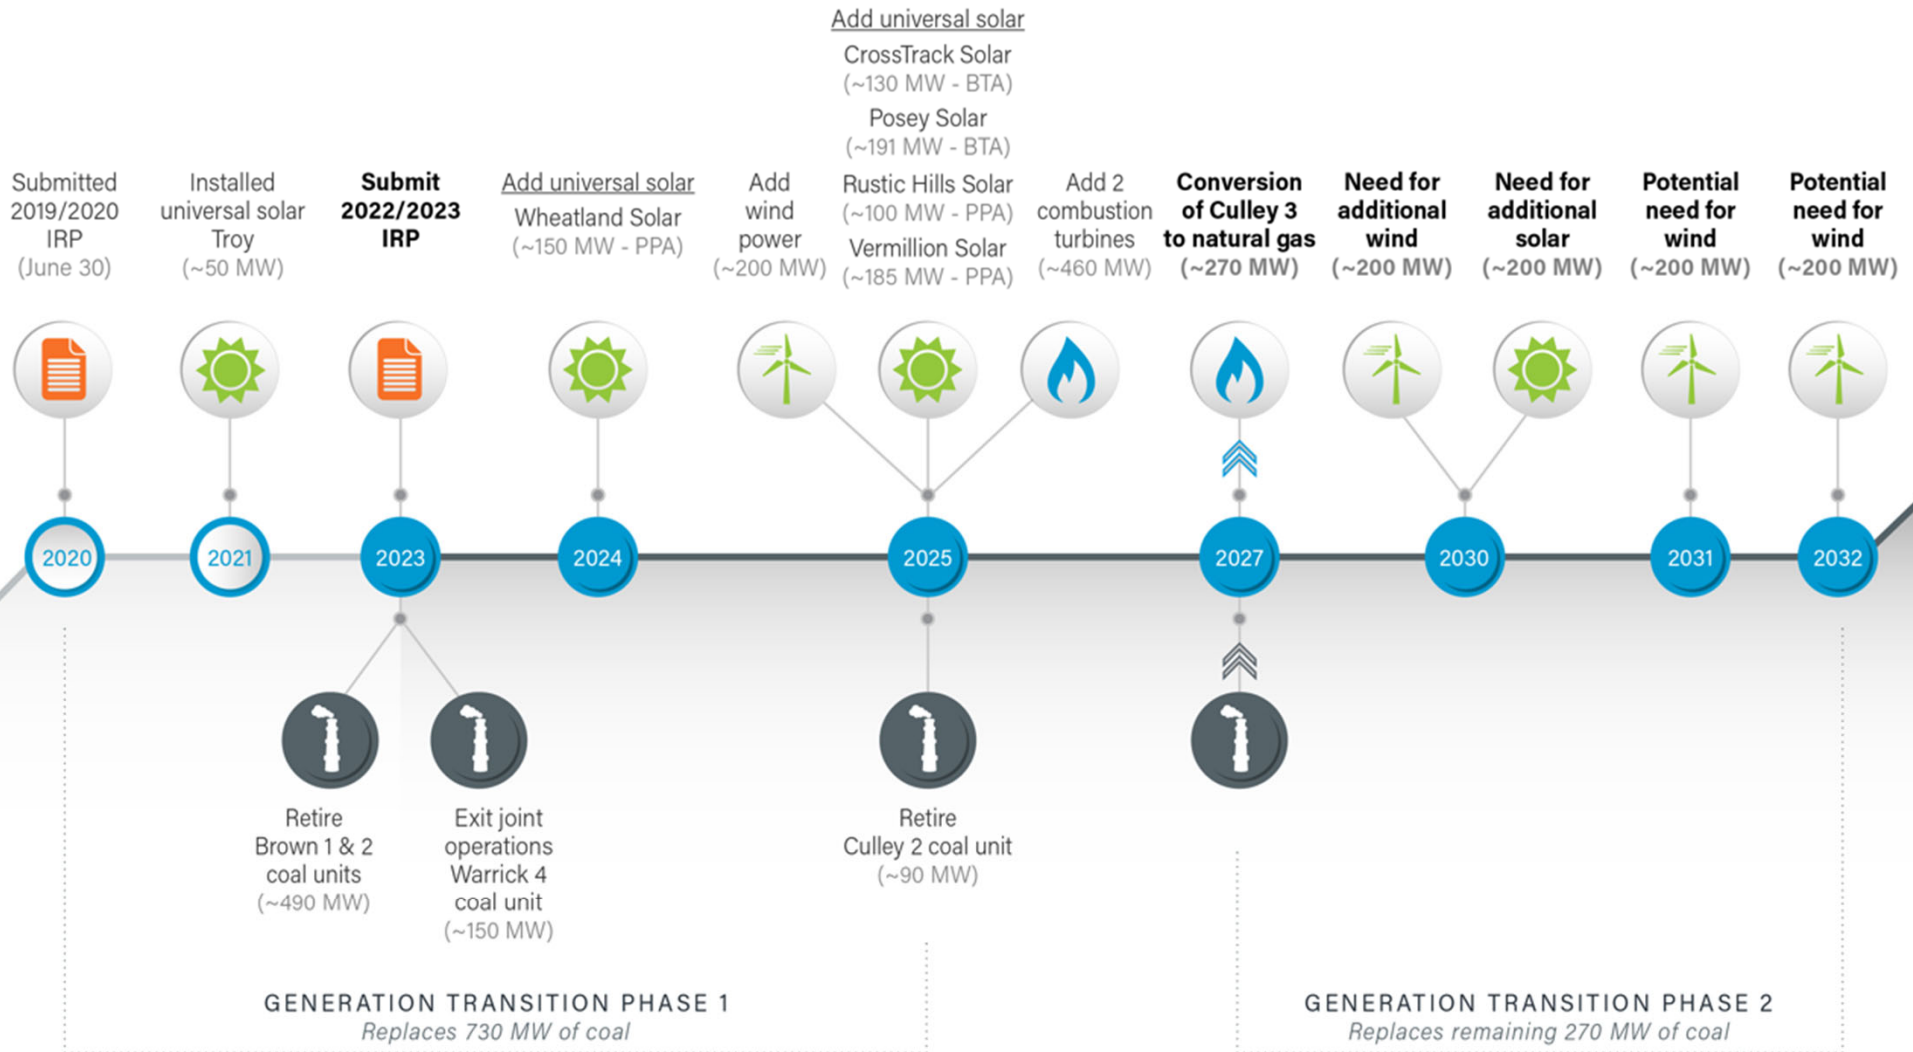 Submitted
2019/2020
IRP
(June 30)
Installed
universal solar
Troy
(~50 MW)
Submit
2022/2023
IRP
Add universal solar
Wheatland Solar
(~150 MW - PPA)
Add
wind
power
(~200 MW)
Add universal solar
CrossTrack Solar
(~130 MW - BTA)
Posey Solar
(~191 MW - BTA)
Rustic Hills Solar
(~100 MW - PPA)
Vermillion Solar
(~185 MW - PPA)
Add 2
combustion
turbines
(~460 MW)
Conversion
of Culley 3
to natural gas
(~270 MW)
Need for
additional
wind
(~200 MW)
Need for
additional
solar
(~200 MW)
Potential
need for
wind
(~200 MW)
Potential
need for
wind
(~200 MW)
2020
2021
2023
2024
2025
2027
2030
2031
2032
Retire
Brown 1 & 2
coal units
(~490 MW)
Exit joint
operations
Warrick 4
coal unit
(~150 MW)
Retire
Culley 2 coal unit
(~90 MW)
GENERATION TRANSITION PHASE 1
Replaces 730 MW of coal
GENERATION TRANSITION PHASE 2
Replaces remaining 270 MW of coal